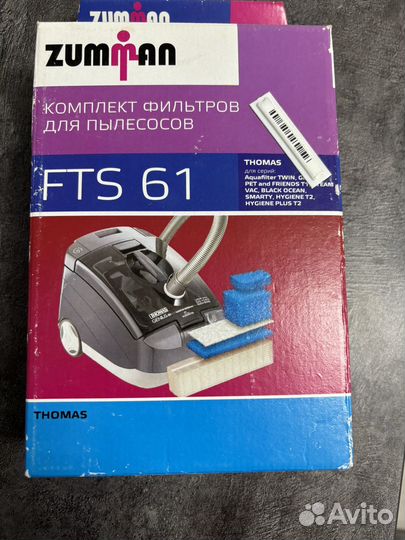 ZUMMAN
ZUMMAN
КОМПЛЕКТ ФИЛЬТРОВ
ДЛЯ ПЫЛЕСОСОВ
FTS 61
THOMAS
для серий:
Aquafilter TWIN,
PET and FRIENDS T1,
VAC, BLACK OCEAN,
SMARTY, HYGIENE T2,
HYGIENE PLUS T2
THOMAS
Avito